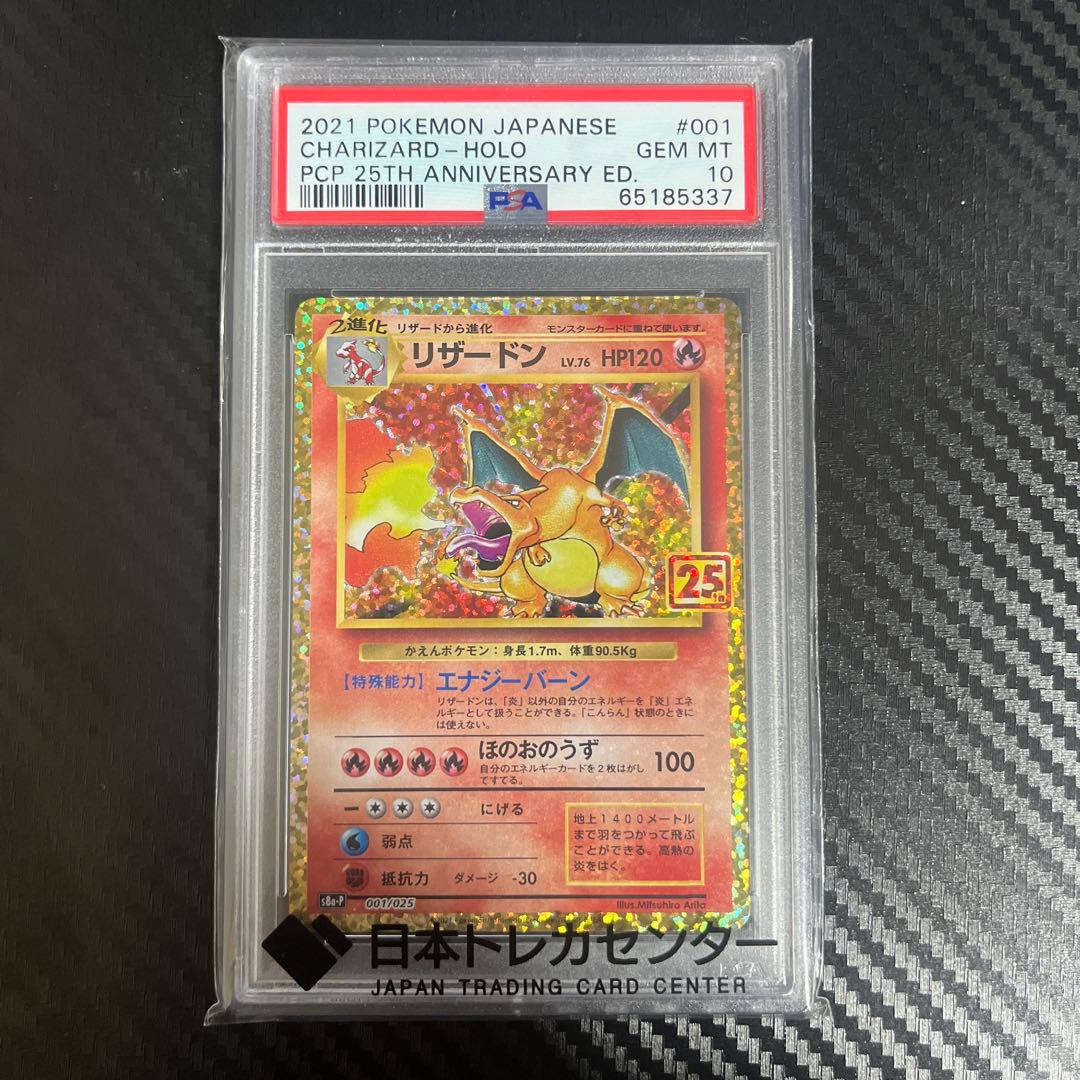 2021 POKEMON JAPANESE #001
CHARIZARD-HOLO GEM MT
PCP 25TH ANNIVERSARY ED. 10
PSA 65185337
2進化 リザードから進化 モンスターカードに重ねて使います。
リザードン LV.76 HP120
25th
かえんポケモン：身長1.7m、体重90.5Kg
【特殊能力】エナジーバーン
リザードンは、「炎」以外の自分のエネルギーを「炎」エネ
ルギーとして扱うことができる。「こんらん」状態のときに
は使えない。
ほのおのうず 100
自分のエネルギーカードを2枚はがし
てすてる。
にげる
弱点
抵抗力 ダメージ -30
地上1400メートル
まで羽をつかって飛ぶ
ことができる。高熱の
炎をはく。
s8a-P 001/025 Illus.Mitsuhiro Arita
日本トレカセンター
JAPAN TRADING CARD CENTER